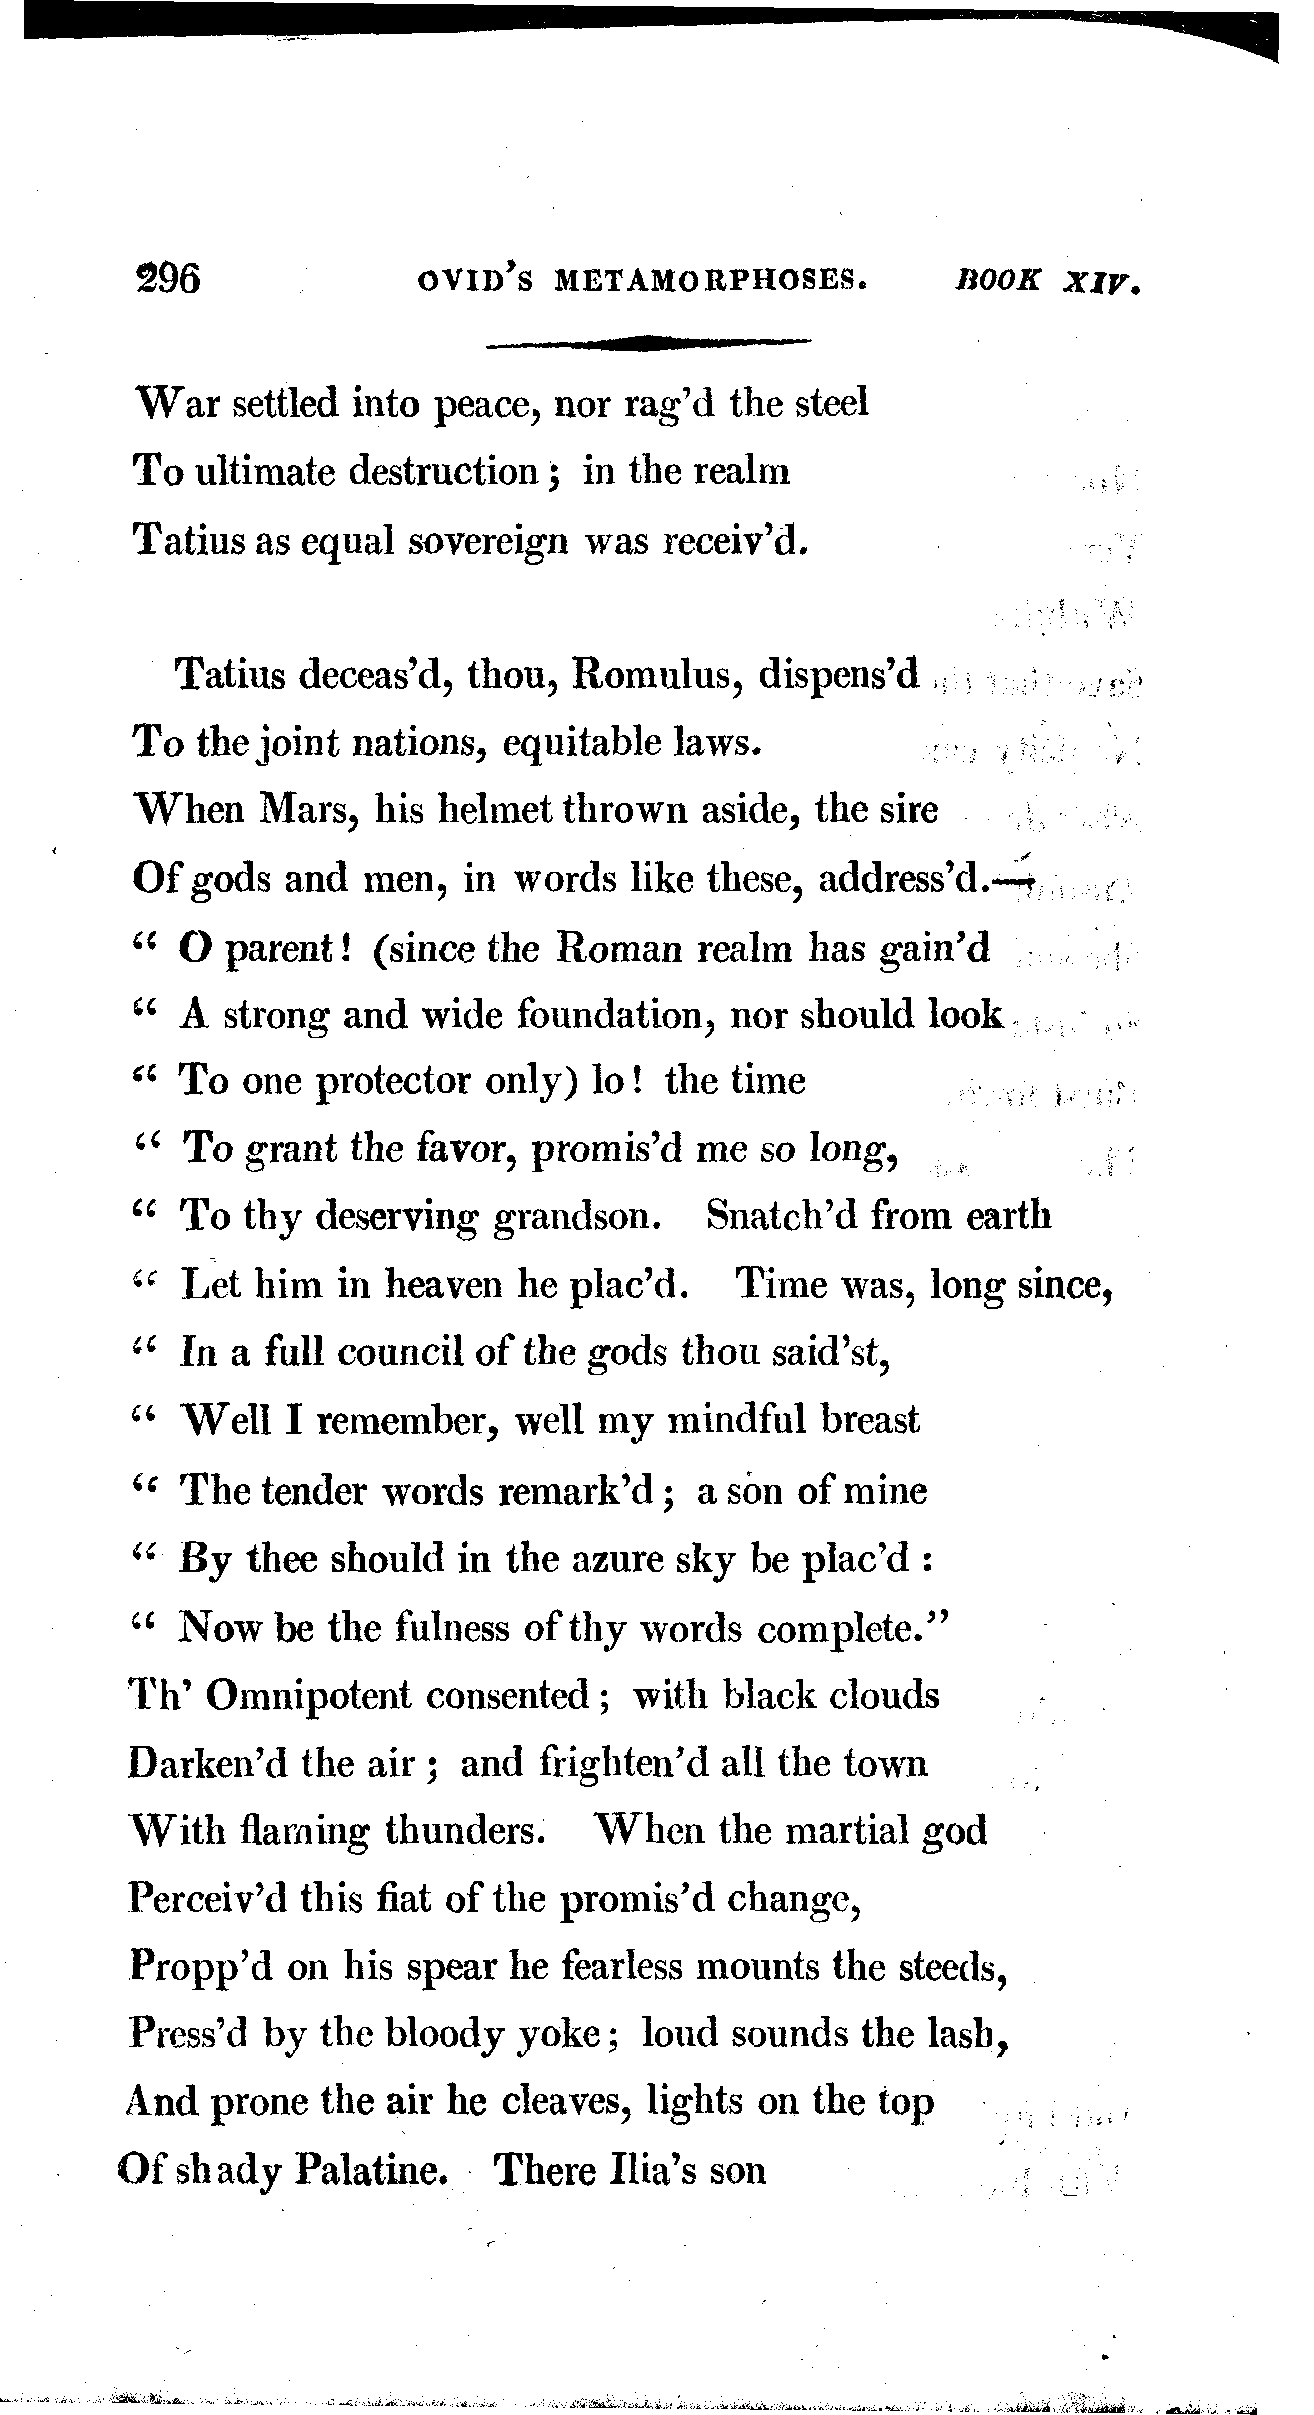 296 OVID'S METAMORPHOSES. BOOK XIV.
War settled into peace, nor rag'd the steel
To ultimate destruction; in the realm
Tatius as equal sovereign was receiv'd.
Tatius deceas'd, thou, Romulus, dispens'd
To the joint nations, equitable laws.
When Mars, his helmet thrown aside, the sire
Of gods and men, in words like these, address'd.—
“ O parent! (since the Roman realm has gain'd
“ A strong and wide foundation, nor should look
“ To one protector only) lo! the time
“ To grant the favor, promis'd me so long,
“ To thy deserving grandson. Snatch'd from earth
“ Let him in heaven he plac'd. Time was, long since,
“ In a full council of the gods thou said'st,
“ Well I remember, well my mindful breast
“ The tender words remark'd; a son of mine
“ By thee should in the azure sky be plac'd :
“ Now be the fulness of thy words complete.”
Th' Omnipotent consented; with black clouds
Darken'd the air; and frighten'd all the town
With flaming thunders. When the martial god
Perceiv'd this fiat of the promis'd change,
Propp'd on his spear he fearless mounts the steeds,
Press'd by the bloody yoke; loud sounds the lash,
And prone the air he cleaves, lights on the top
Of shady Palatine. There Ilia's son